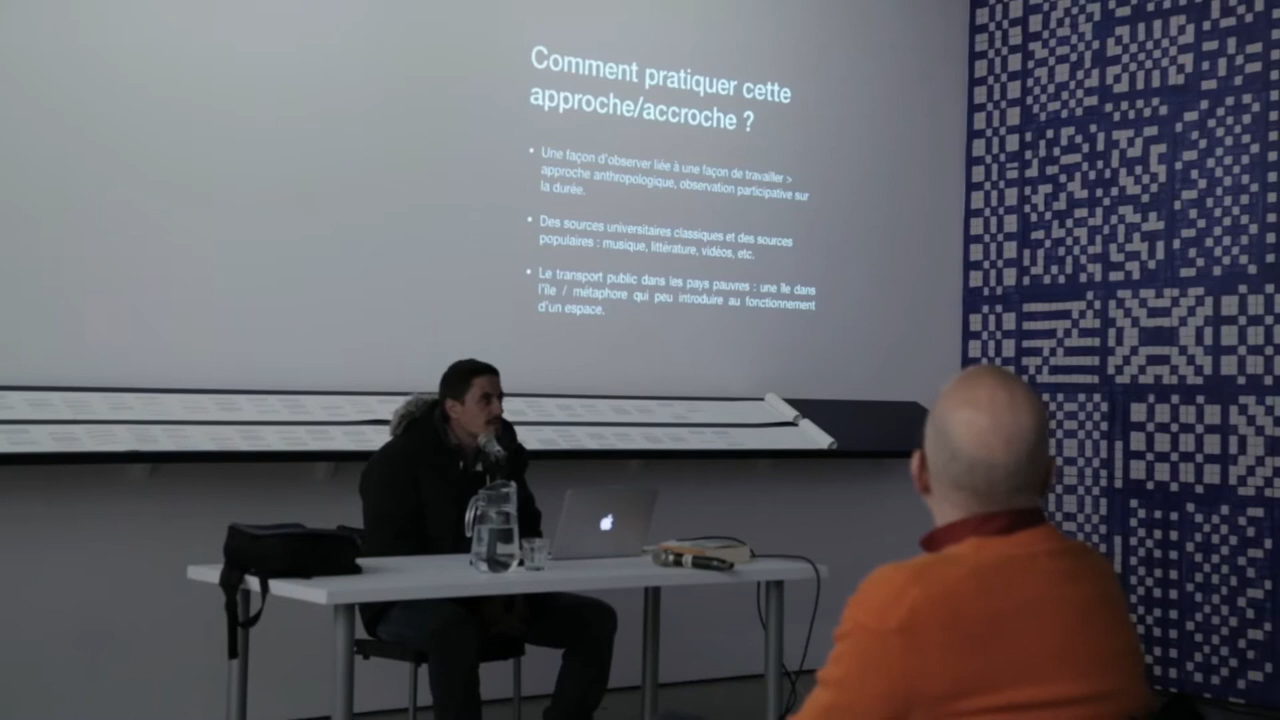 Comment pratiquer cette
approche/accroche ?
• Une façon d'observer liée à une façon de travailler >
approche anthropologique, observation participative sur
la durée.
• Des sources universitaires classiques et des sources
populaires : musique, littérature, vidéos, etc.
• Le transport public dans les pays pauvres : une île dans
l'île / métaphore qui peu introduire au fonctionnement
d'un espace.